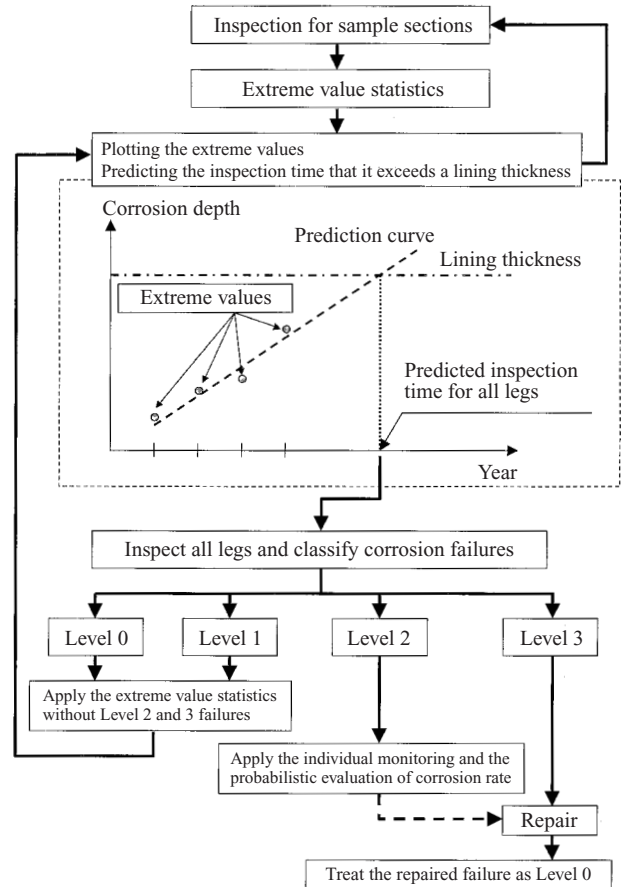 Inspection for sample sections
Extreme value statistics
Plotting the extreme values
Predicting the inspection time that it exceeds a lining thickness
Corrosion depth
Prediction curve
Lining thickness
Extreme values
Predicted inspection
time for all legs
Year
Inspect all legs and classify corrosion failures
Level 0
Level 1
Level 2
Level 3
Apply the extreme value statistics
without Level 2 and 3 failures
Apply the individual monitoring and the
probabilistic evaluation of corrosion rate
Repair
Treat the repaired failure as Level 0